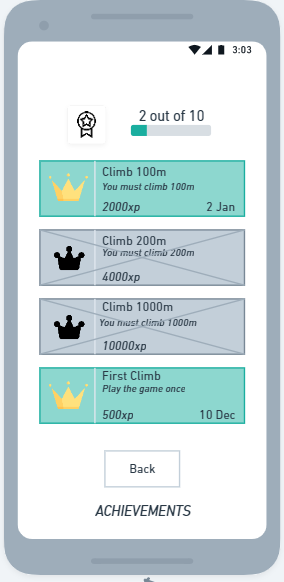 3:03
2 out of 10
Climb 100m
You must climb 100m
2000xp 2 Jan
Climb 200m
You must climb 200m
4000xp
Climb 1000m
You must climb 1000m
10000xp
First Climb
Play the game once
500xp 10 Dec
Back
ACHIEVEMENTS